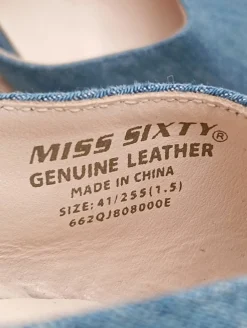 MISS SIXTY®
GENUINE LEATHER
MADE IN CHINA
SIZE: 41/255(1.5)
662QJ808000E